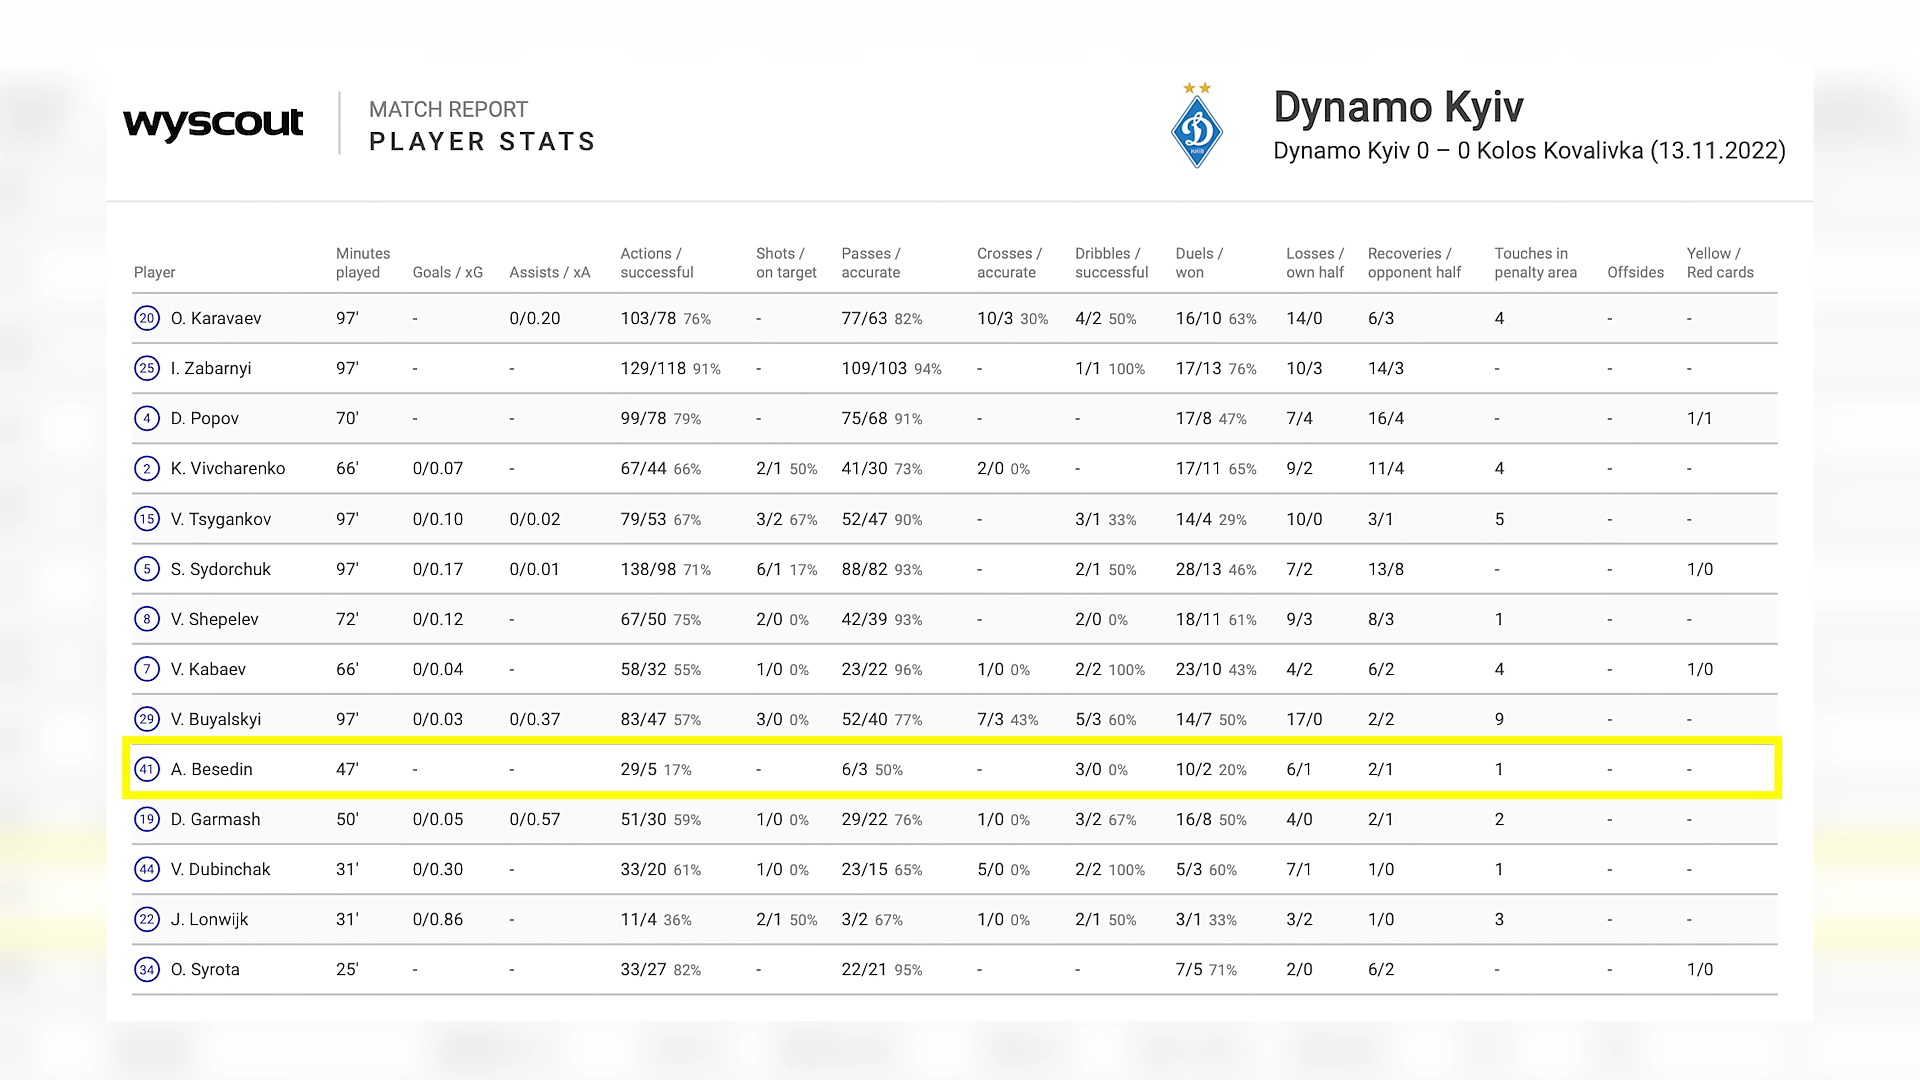 wyscout
MATCH REPORT
PLAYER STATS
Dynamo Kyiv
Dynamo Kyiv 0 – 0 Kolos Kovalivka (13.11.2022)
Player Minutes played Goals / xG Assists / xA Actions / successful Shots / on target Passes / accurate Crosses / accurate Dribbles / successful Duels / won Losses / own half Recoveries / opponent half Touches in penalty area Offsides Yellow / Red cards
20 O. Karavaev 97' - 0/0.20 103/78 76% - 77/63 82% 10/3 30% 4/2 50% 16/10 63% 14/0 6/3 4 - -
25 I. Zabarnyi 97' - - 129/118 91% - 109/103 94% - 1/1 100% 17/13 76% 10/3 14/3 - - -
4 D. Popov 70' - - 99/78 79% - 75/68 91% - - 17/8 47% 7/4 16/4 - - 1/1
2 K. Vivcharenko 66' 0/0.07 - 67/44 66% 2/1 50% 41/30 73% 2/0 0% - 17/11 65% 9/2 11/4 4 - -
15 V. Tsygankov 97' 0/0.10 0/0.02 79/53 67% 3/2 67% 52/47 90% - 3/1 33% 14/4 29% 10/0 3/1 5 - -
5 S. Sydorchuk 97' 0/0.17 0/0.01 138/98 71% 6/1 17% 88/82 93% - 2/1 50% 28/13 46% 7/2 13/8 - - 1/0
8 V. Shepelev 72' 0/0.12 - 67/50 75% 2/0 0% 42/39 93% - 2/0 0% 18/11 61% 9/3 8/3 1 - -
7 V. Kabaev 66' 0/0.04 - 58/32 55% 1/0 0% 23/22 96% 1/0 0% 2/2 100% 23/10 43% 4/2 6/2 4 - 1/0
29 V. Buyalskyi 97' 0/0.03 0/0.37 83/47 57% 3/0 0% 52/40 77% 7/3 43% 5/3 60% 14/7 50% 17/0 2/2 9 - -
41 A. Besedin 47' - - 29/5 17% - 6/3 50% - 3/0 0% 10/2 20% 6/1 2/1 1 - -
19 D. Garmash 50' 0/0.05 0/0.57 51/30 59% 1/0 0% 29/22 76% 1/0 0% 3/2 67% 16/8 50% 4/0 2/1 2 - -
44 V. Dubinchak 31' 0/0.30 - 33/20 61% 1/0 0% 23/15 65% 5/0 0% 2/2 100% 5/3 60% 7/1 1/0 1 - -
22 J. Lonwijk 31' 0/0.86 - 11/4 36% 2/1 50% 3/2 67% 1/0 0% 2/1 50% 3/1 33% 3/2 1/0 3 - -
34 O. Syrota 25' - - 33/27 82% - 22/21 95% - - 7/5 71% 2/0 6/2 - - 1/0